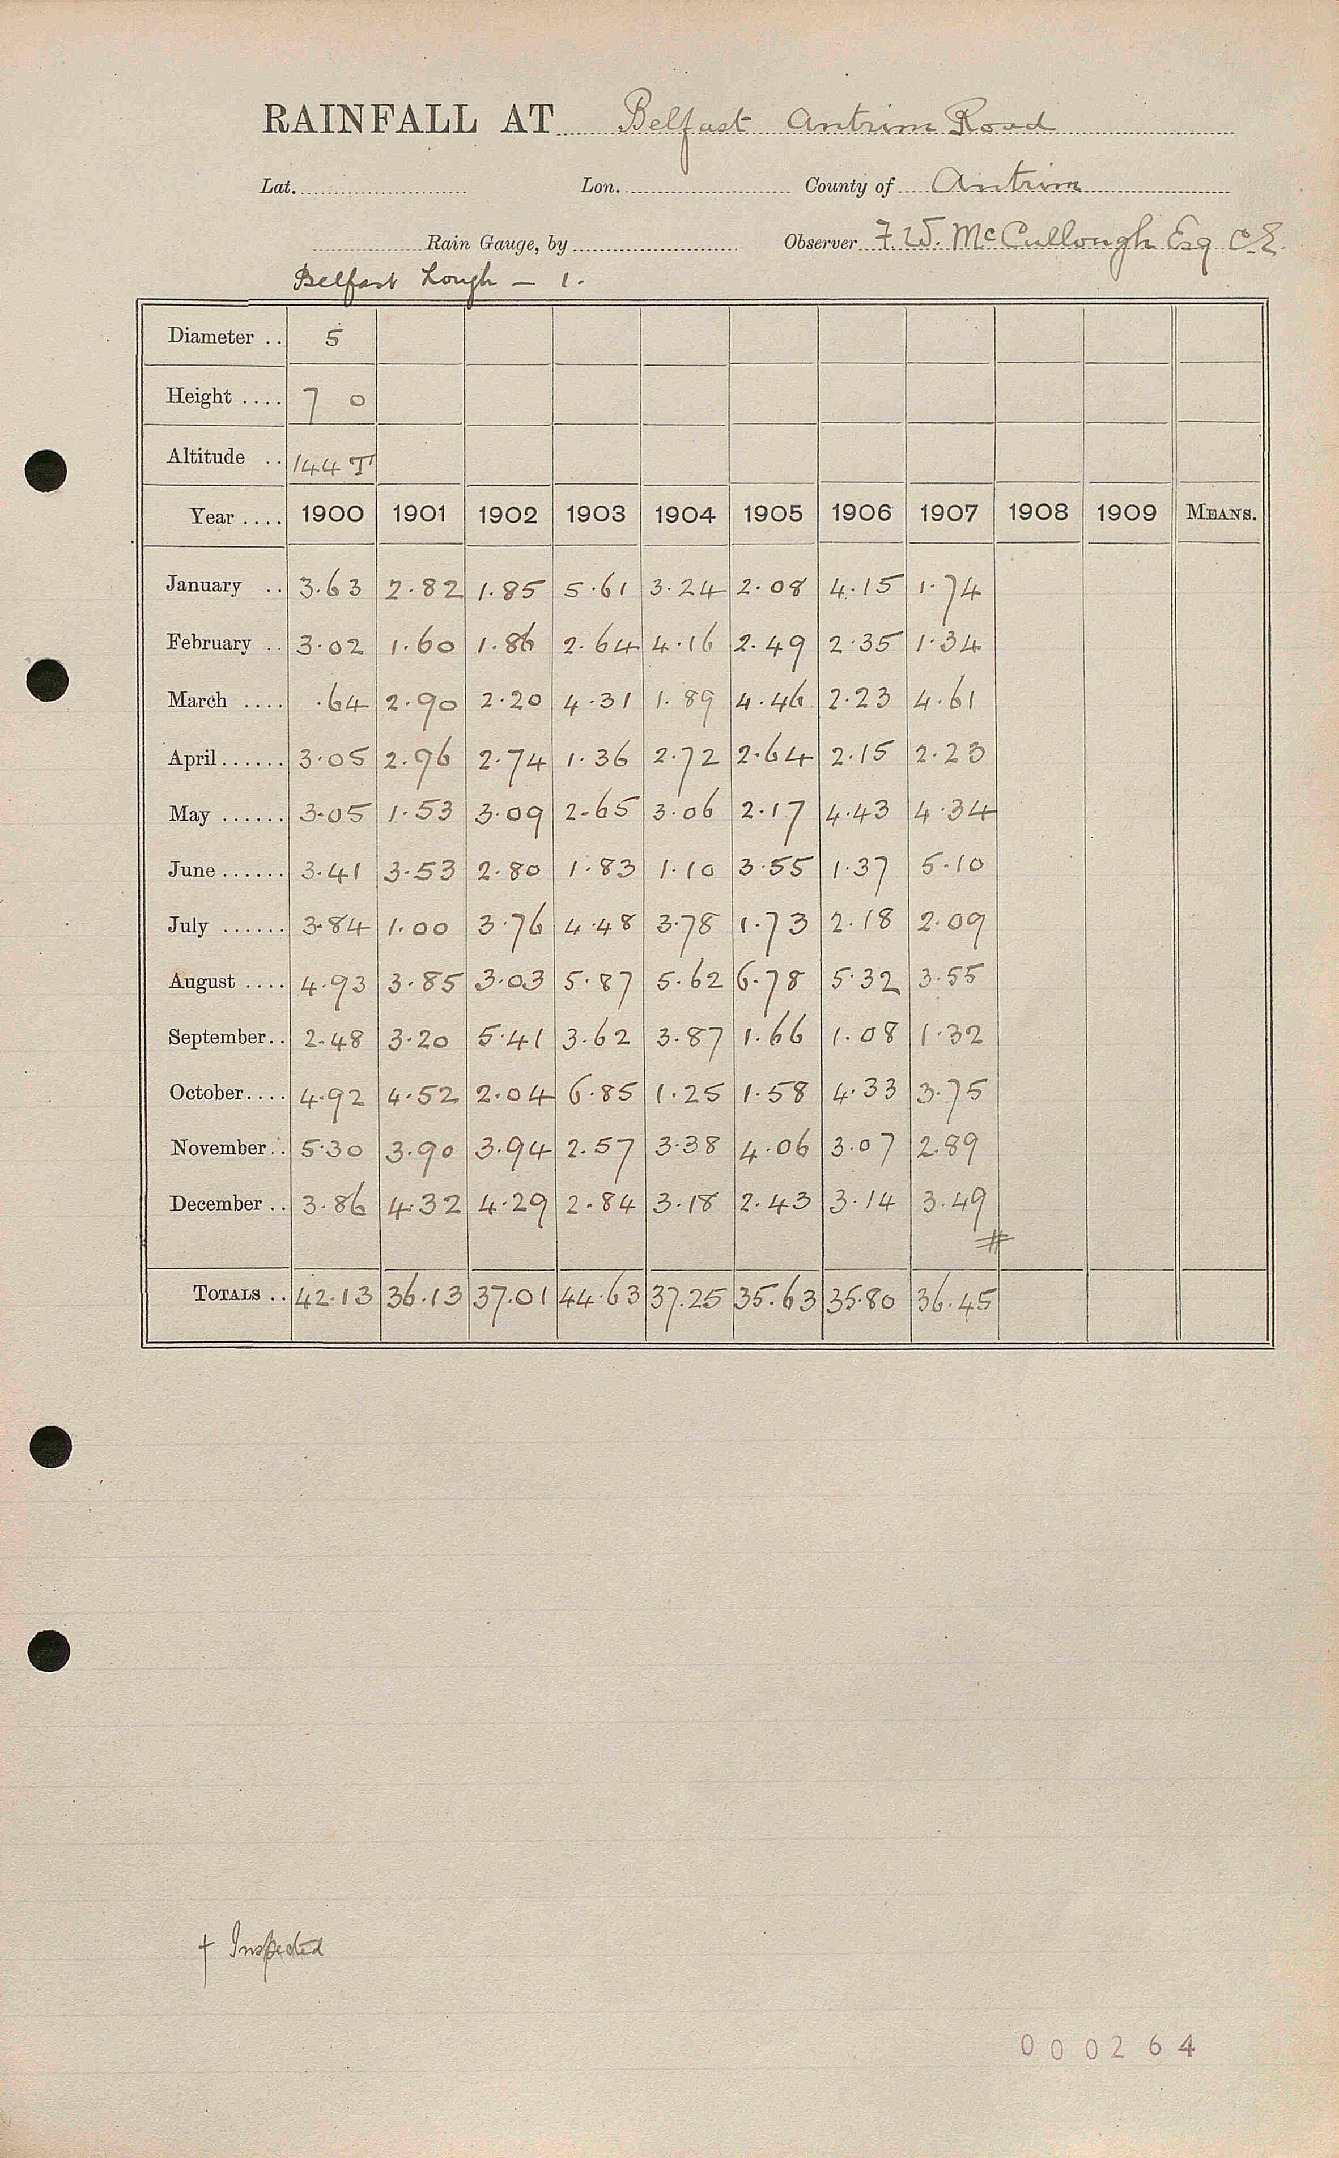 RAINFALL AT Belfast Antrim Road
Lat. Lon. County of Antrim
Rain Gauge, by Observer F. W. McCullough Esq C.E.
Belfast Lough – 1.
Diameter .. 5
Height .... 7 0
Altitude .. 144 T
Year .... 1900 1901 1902 1903 1904 1905 1906 1907 1908 1909 MEANS.
January .. 3.63 2.82 1.85 5.61 3.24 2.08 4.15 1.74
February .. 3.02 1.60 1.86 2.64 4.16 2.49 2.35 1.34
March .... .64 2.90 2.20 4.31 1.89 4.46 2.23 4.61
April ...... 3.05 2.96 2.74 1.36 2.72 2.64 2.15 2.23
May ...... 3.05 1.53 3.09 2.65 3.06 2.17 4.43 4.34
June ...... 3.41 3.53 2.80 1.83 1.10 3.55 1.37 5.10
July ...... 3.84 1.00 3.76 4.48 3.78 1.73 2.18 2.09
August .... 4.93 3.85 3.03 5.87 5.62 6.78 5.32 3.55
September .. 2.48 3.20 5.41 3.62 3.87 1.66 1.08 1.32
October .... 4.92 4.52 2.04 6.85 1.25 1.58 4.33 3.75
November .. 5.30 3.90 3.94 2.57 3.38 4.06 3.07 2.89
December .. 3.86 4.32 4.29 2.84 3.18 2.43 3.14 3.49
#
TOTALS .. 42.13 36.13 37.01 44.63 37.25 35.63 35.80 36.45
† Inspected
000264